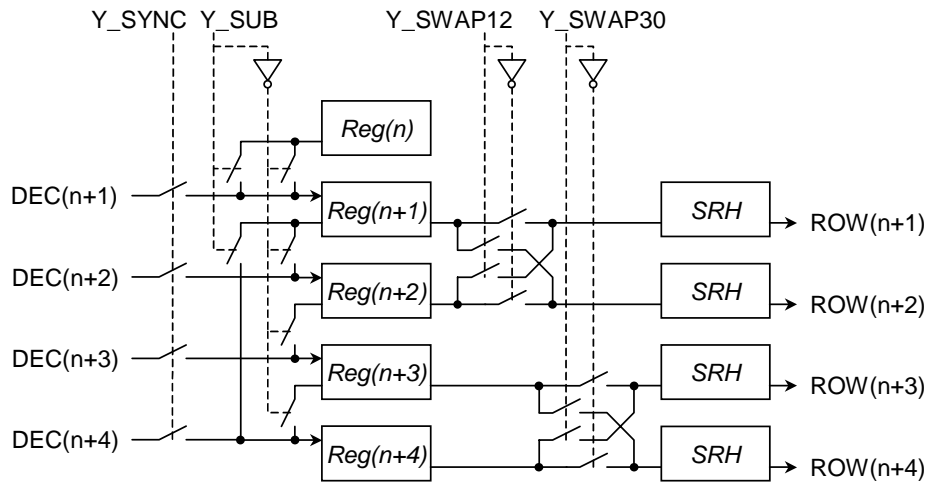 Y_SYNC Y_SUB Y_SWAP12 Y_SWAP30
Reg(n)
DEC(n+1) Reg(n+1) SRH ROW(n+1)
DEC(n+2) Reg(n+2) SRH ROW(n+2)
DEC(n+3) Reg(n+3) SRH ROW(n+3)
DEC(n+4) Reg(n+4) SRH ROW(n+4)